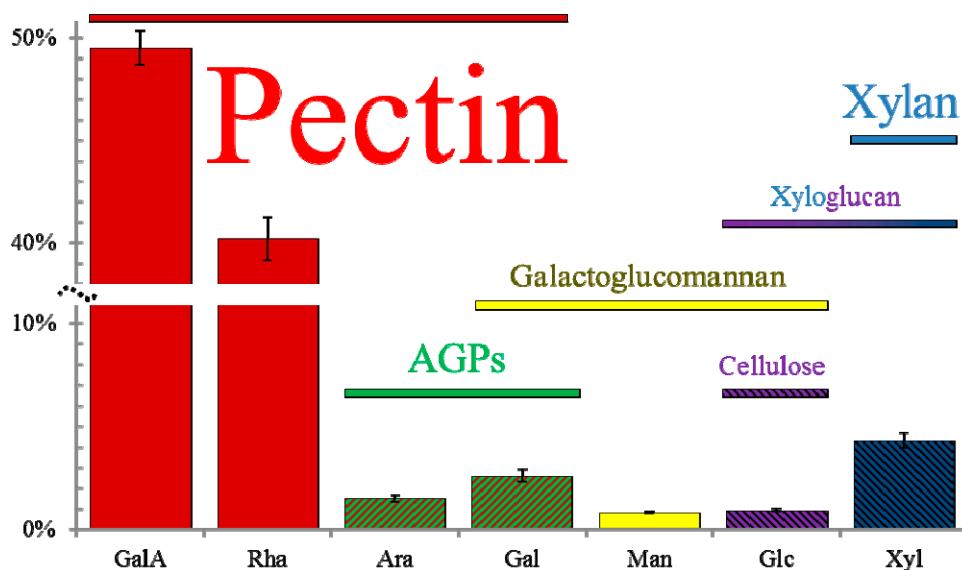 50%
Pectin
Xylan
Xyloglucan
40%
Galactoglucomannan
10%
AGPs
Cellulose
0%
GalA Rha Ara Gal Man Glc Xyl